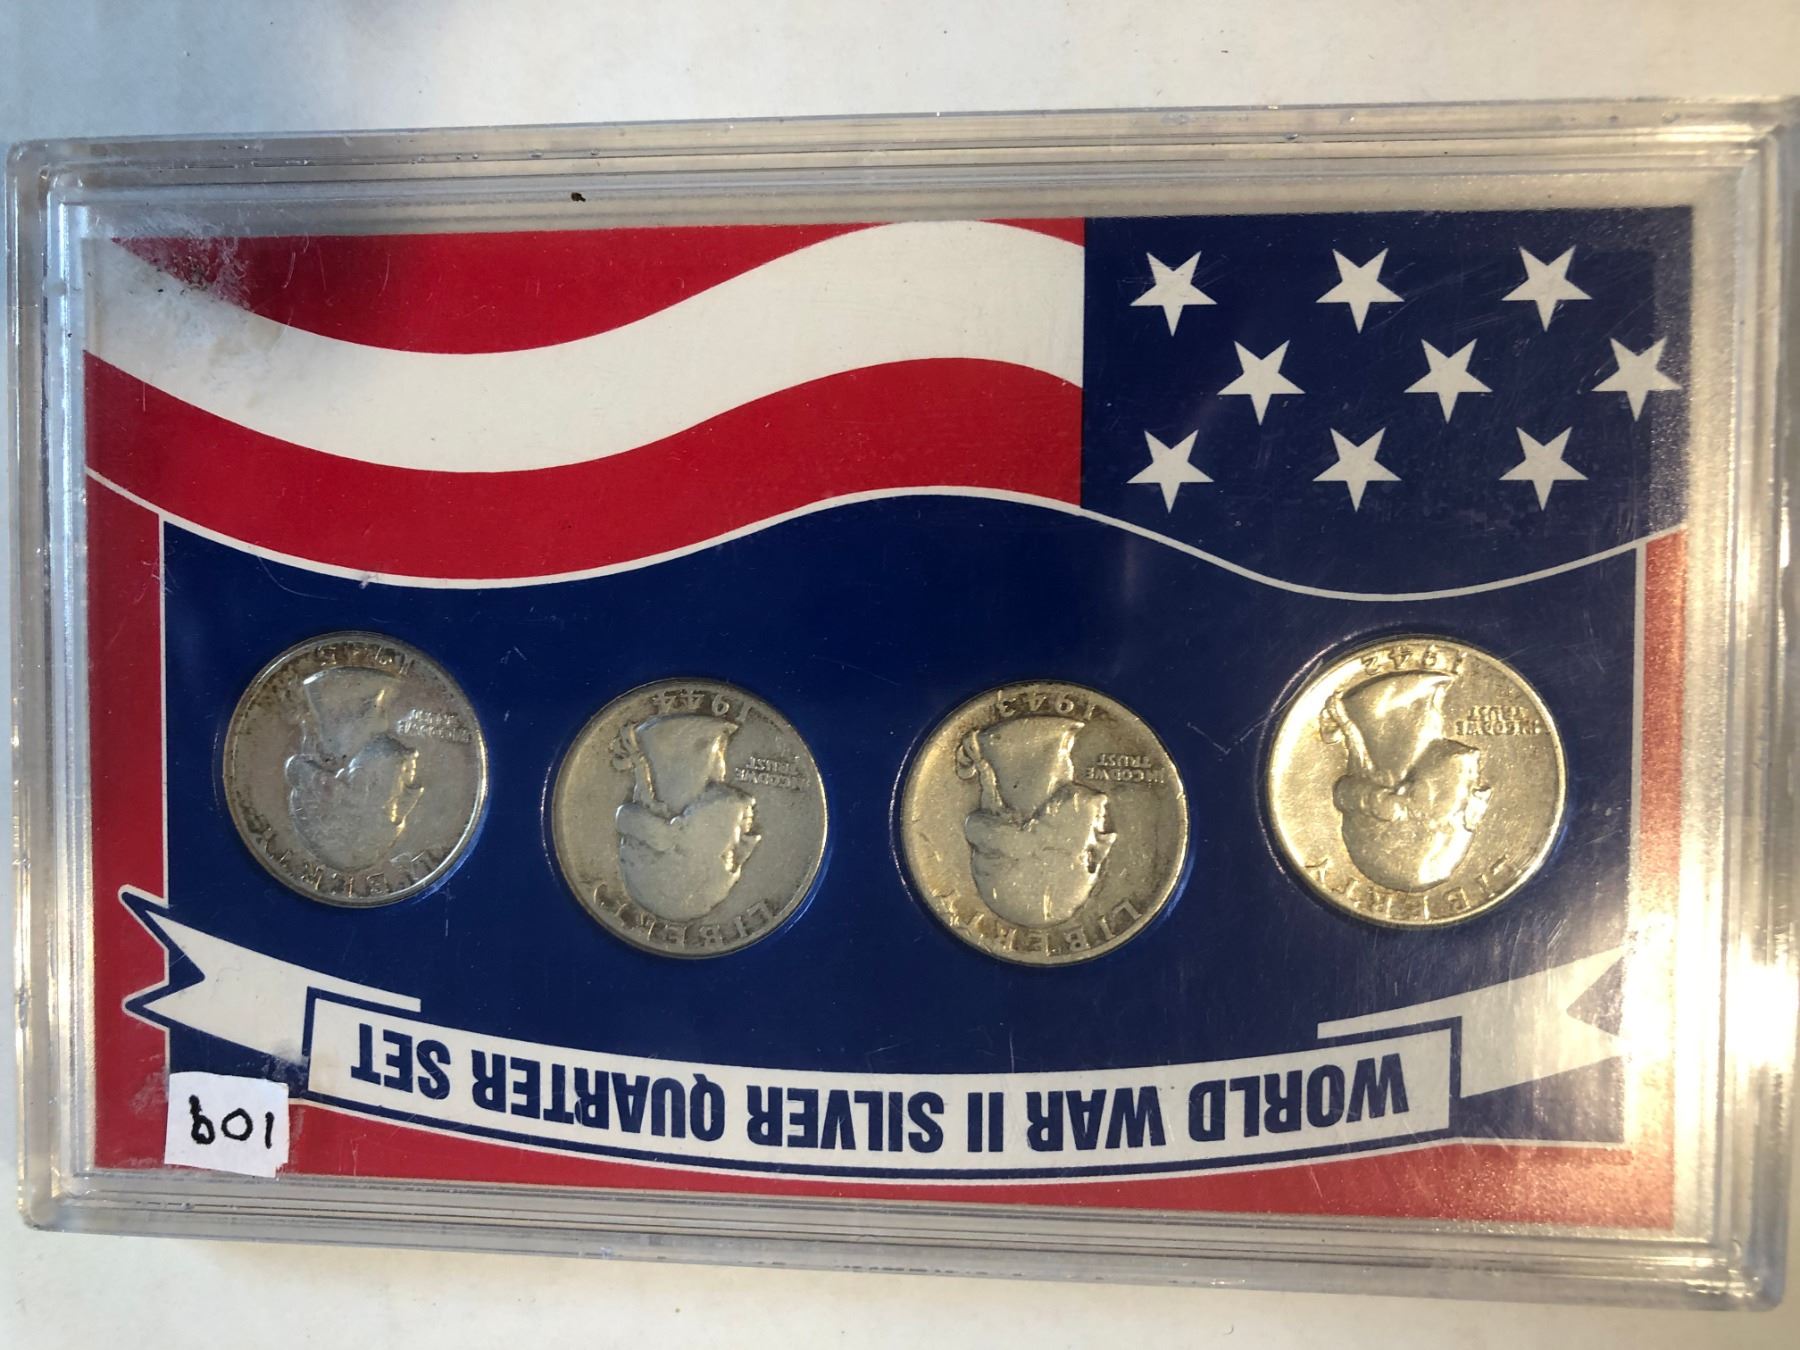 WORLD WAR II SILVER QUARTER SET
109
LIBERTY
IN GOD WE
TRUST
1942
LIBERTY
IN GOD WE
TRUST
1943
LIBERTY
IN GOD WE
TRUST
1944
LIBERTY
IN GOD WE
TRUST
1945